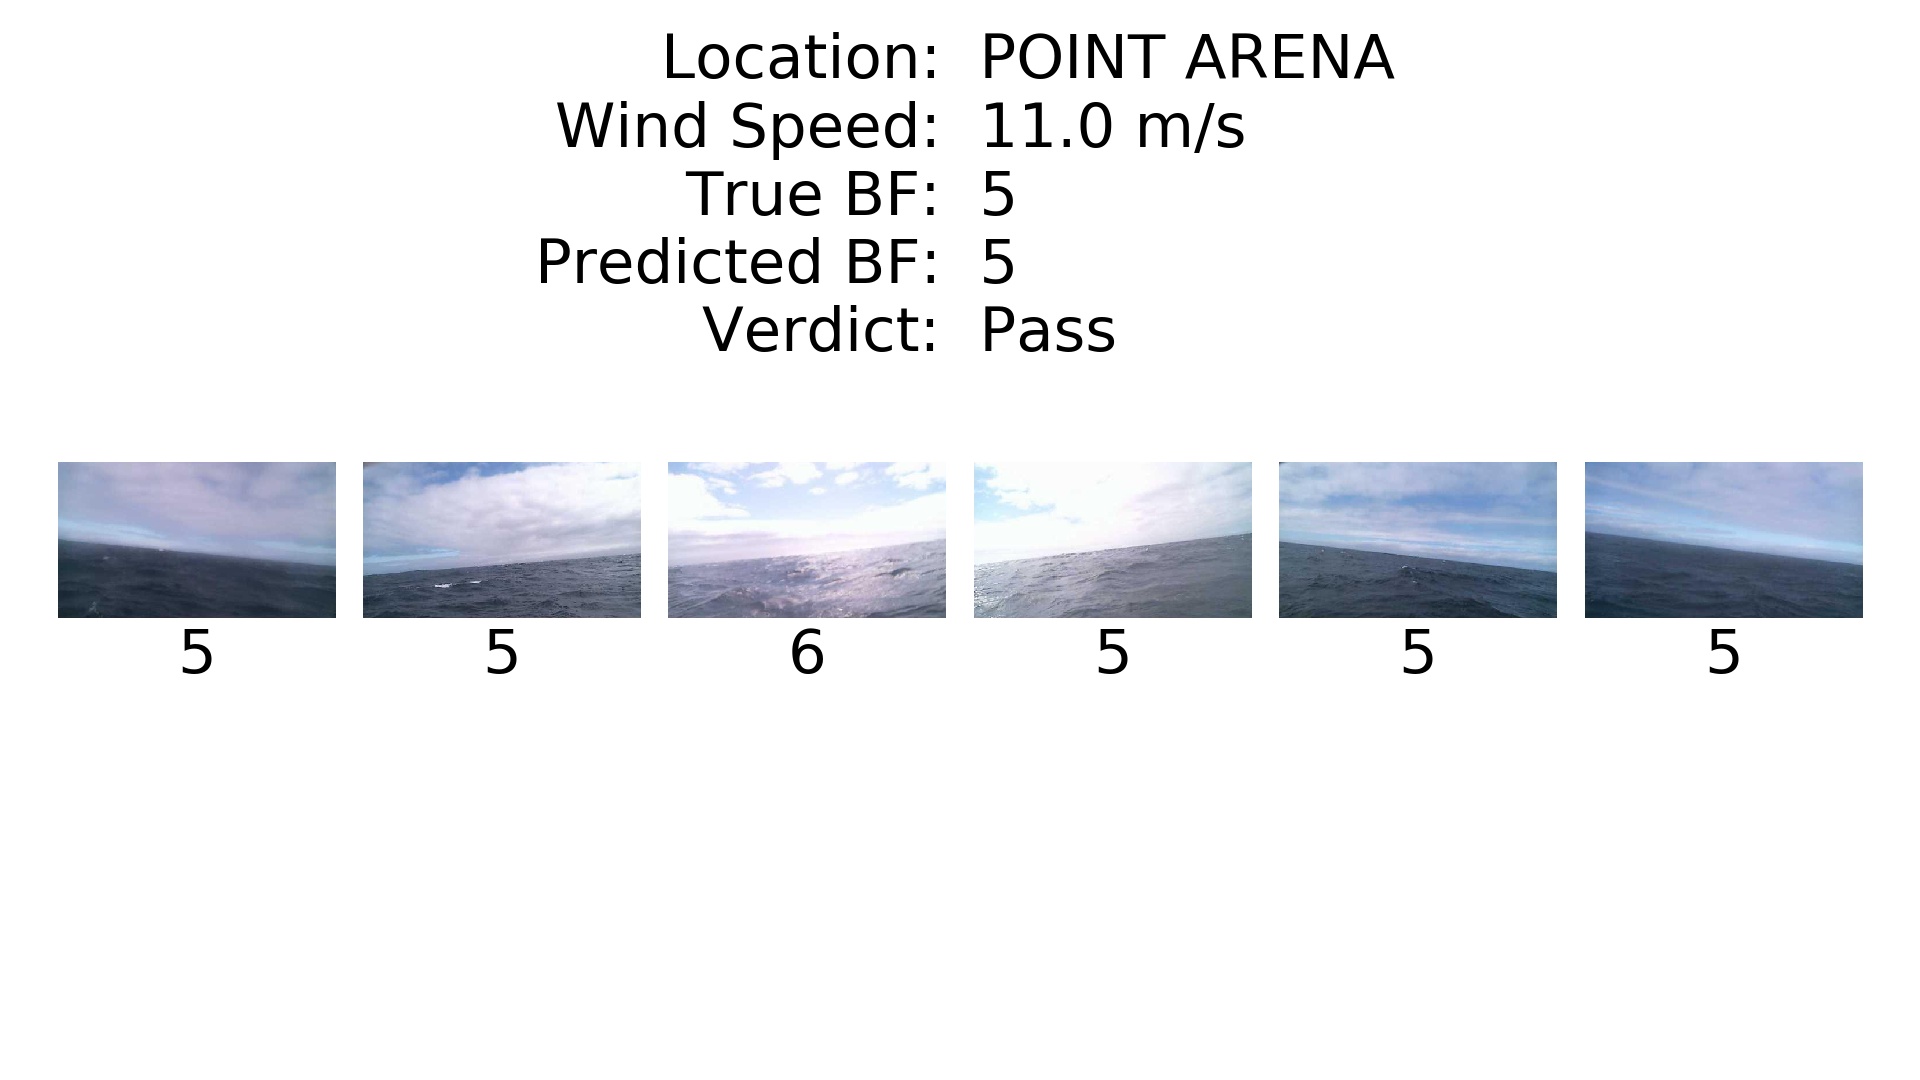 Location: POINT ARENA
Wind Speed: 11.0 m/s
True BF: 5
Predicted BF: 5
Verdict: Pass
5 5 6 5 5 5